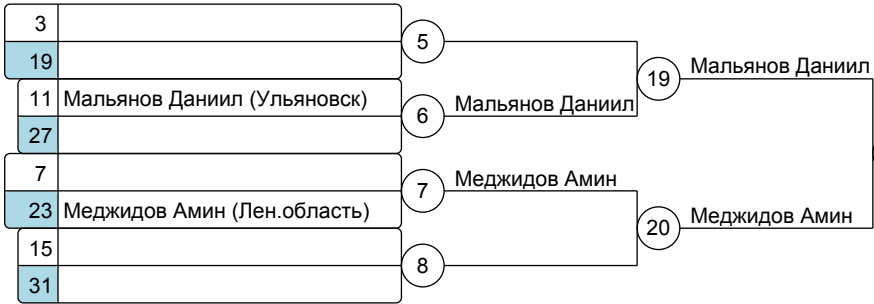 3
5
19
Мальянов Даниил
19
11 Мальянов Даниил (Ульяновск)
6
Мальянов Даниил
27
7
7
Меджидов Амин
23 Меджидов Амин (Лен.область)
20
Меджидов Амин
15
8
31